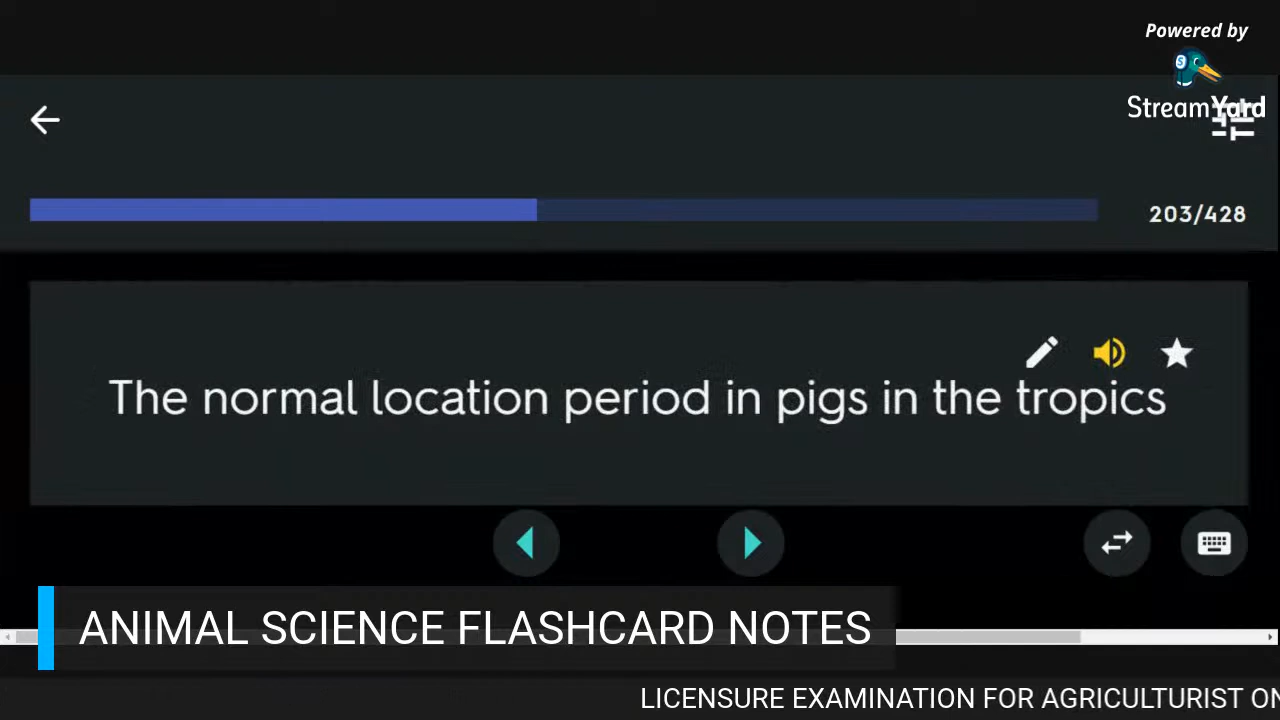 Powered by
StreamYard
203/428
The normal location period in pigs in the tropics
ANIMAL SCIENCE FLASHCARD NOTES
LICENSURE EXAMINATION FOR AGRICULTURIST ON